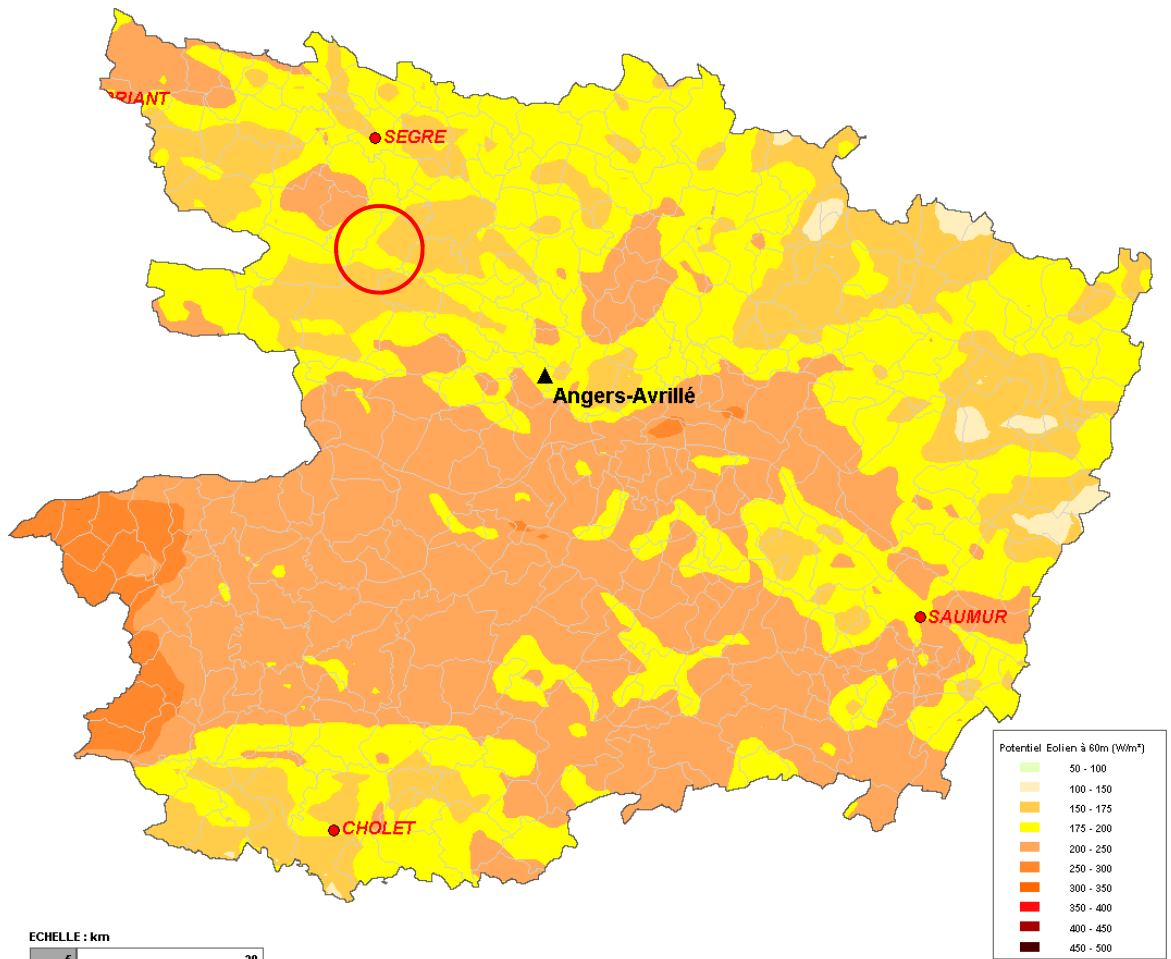 RIANT
SEGRE
Angers-Avrillé
SAUMUR
CHOLET
Potentiel Eolien à 60m (W/m²)
50 - 100
100 - 150
150 - 175
175 - 200
200 - 250
250 - 300
300 - 350
350 - 400
400 - 450
450 - 500
ECHELLE : km